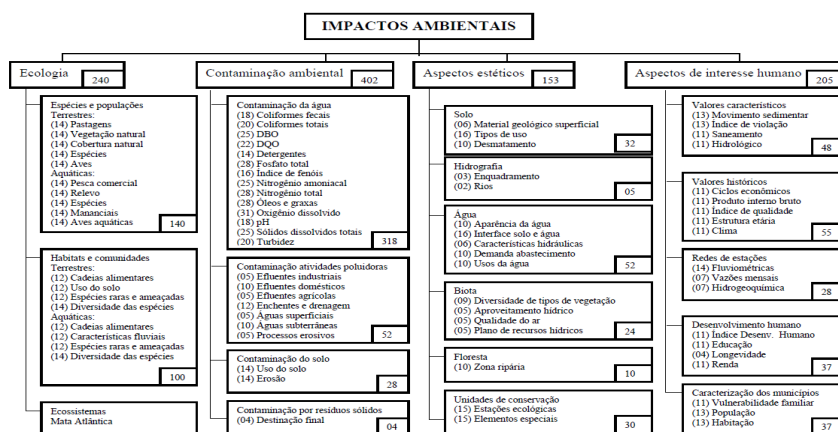 IMPACTOS AMBIENTAIS
Ecologia 240
Espécies e populações
Terrestres:
(14) Pastagens
(14) Vegetação natural
(14) Cobertura natural
(14) Espécies
(14) Aves
Aquáticas:
(14) Pesca comercial
(14) Relevo
(14) Espécies
(14) Mananciais
(14) Aves aquáticas 140
Habitats e comunidades
Terrestres:
(12) Cadeias alimentares
(12) Uso do solo
(12) Espécies raras e ameaçadas
(14) Diversidade das espécies
Aquáticas:
(12) Cadeias alimentares
(12) Características fluviais
(12) Espécies raras e ameaçadas
(14) Diversidade das espécies
100
Ecossistemas
Mata Atlântica
Contaminação ambiental 402
Contaminação da água
(18) Coliformes fecais
(20) Coliformes totais
(25) DBO
(22) DQO
(14) Detergentes
(28) Fosfato total
(16) Índice de fenóis
(25) Nitrogênio amoniacal
(28) Nitrogênio total
(28) Óleos e graxas
(31) Oxigênio dissolvido
(18) pH
(25) Sólidos dissolvidos totais
(20) Turbidez 318
Contaminação atividades poluidoras
(05) Efluentes industriais
(10) Efluentes domésticos
(05) Efluentes agrícolas
(12) Enchentes e drenagem
(05) Águas superficiais
(10) Águas subterrâneas
(05) Processos erosivos 52
Contaminação do solo
(14) Uso do solo
(14) Erosão 28
Contaminação por resíduos sólidos
(04) Destinação final 04
Aspectos estéticos 153
Solo
(06) Material geológico superficial
(16) Tipos de uso
(10) Desmatamento 32
Hidrografia
(03) Enquadramento
(02) Rios 05
Água
(10) Aparência da água
(16) Interface solo e água
(06) Características hidráulicas
(10) Demanda abastecimento
(10) Usos da água 52
Biota
(09) Diversidade de tipos de vegetação
(05) Aproveitamento hídrico
(05) Qualidade do ar
(05) Plano de recursos hídricos 24
Floresta
(10) Zona ripária 10
Unidades de conservação
(15) Estações ecológicas
(15) Elementos especiais 30
Aspectos de interesse humano 205
Valores característicos
(13) Movimento sedimentar
(13) Índice de violação
(11) Saneamento
(11) Hidrológico 48
Valores históricos
(11) Ciclos econômicos
(11) Produto interno bruto
(11) Índice de qualidade
(11) Estrutura etária
(11) Clima 55
Redes de estações
(14) Fluviométricas
(07) Vazões mensais
(07) Hidrogeoquímica 28
Desenvolvimento humano
(11) Índice Desenv. Humano
(11) Educação
(04) Longevidade
(11) Renda 37
Caracterização dos municípios
(11) Vulnerabilidade familiar
(13) População
(13) Habitação 37